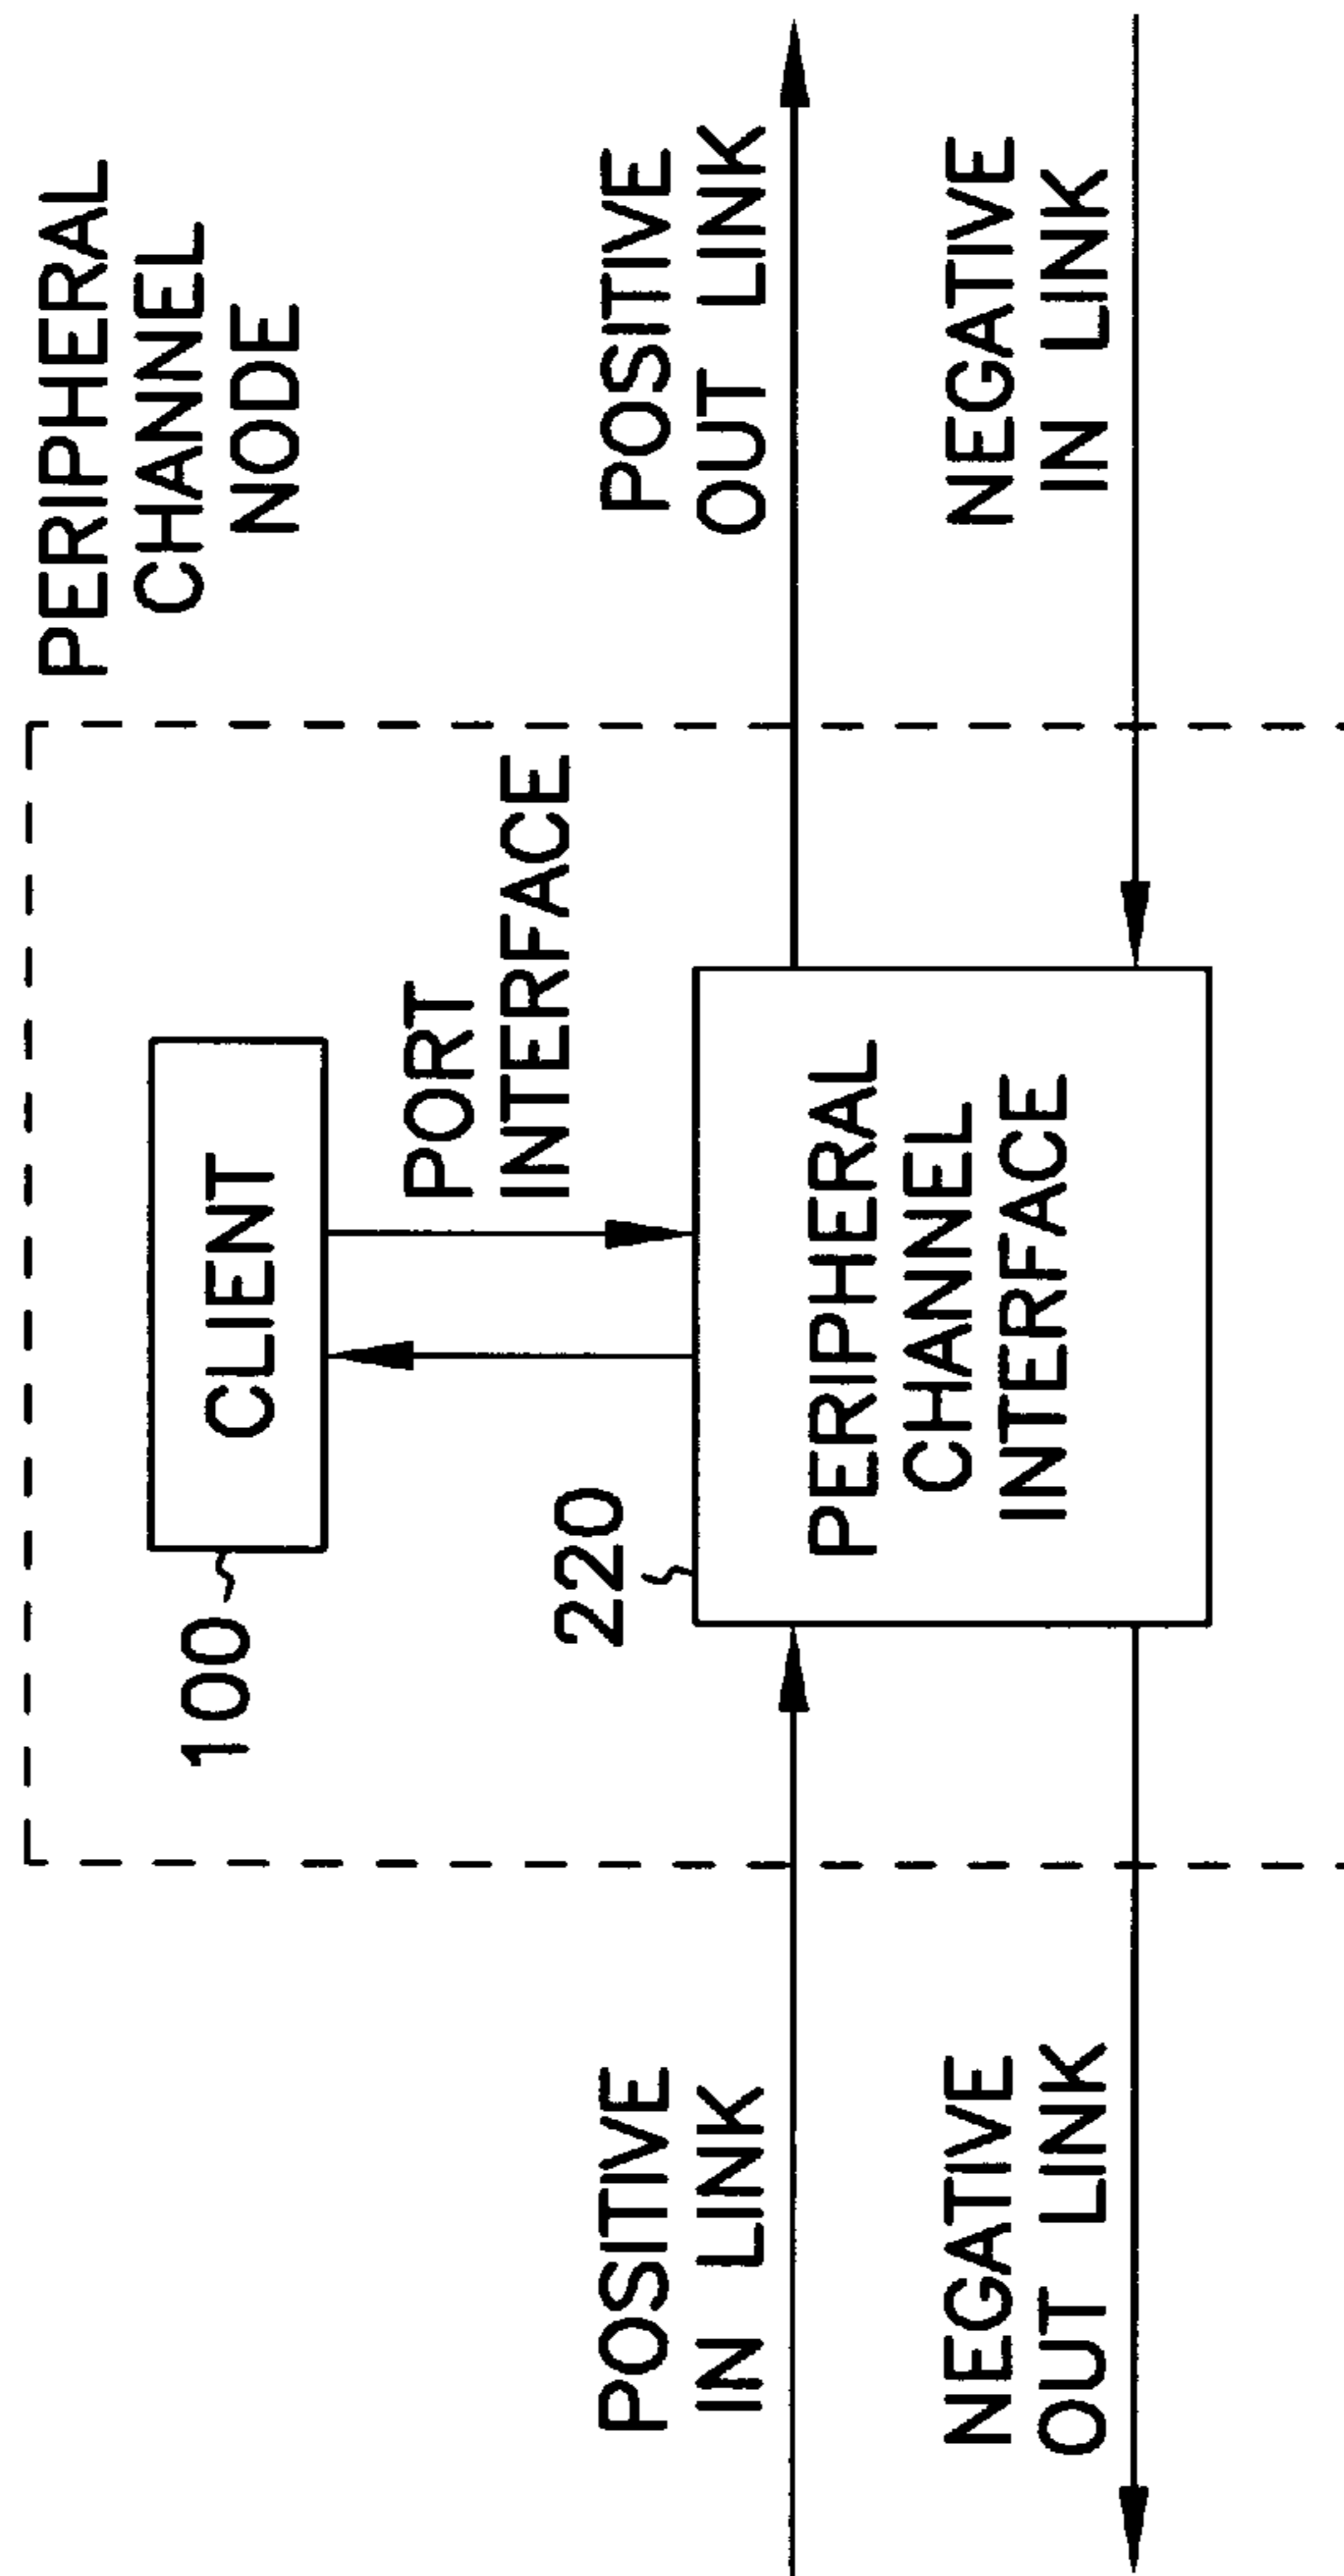 PERIPHERAL
CHANNEL
NODE
100
CLIENT
PORT
INTERFACE
220
POSITIVE
IN LINK
POSITIVE
OUT LINK
PERIPHERAL
CHANNEL
INTERFACE
NEGATIVE
OUT LINK
NEGATIVE
IN LINK